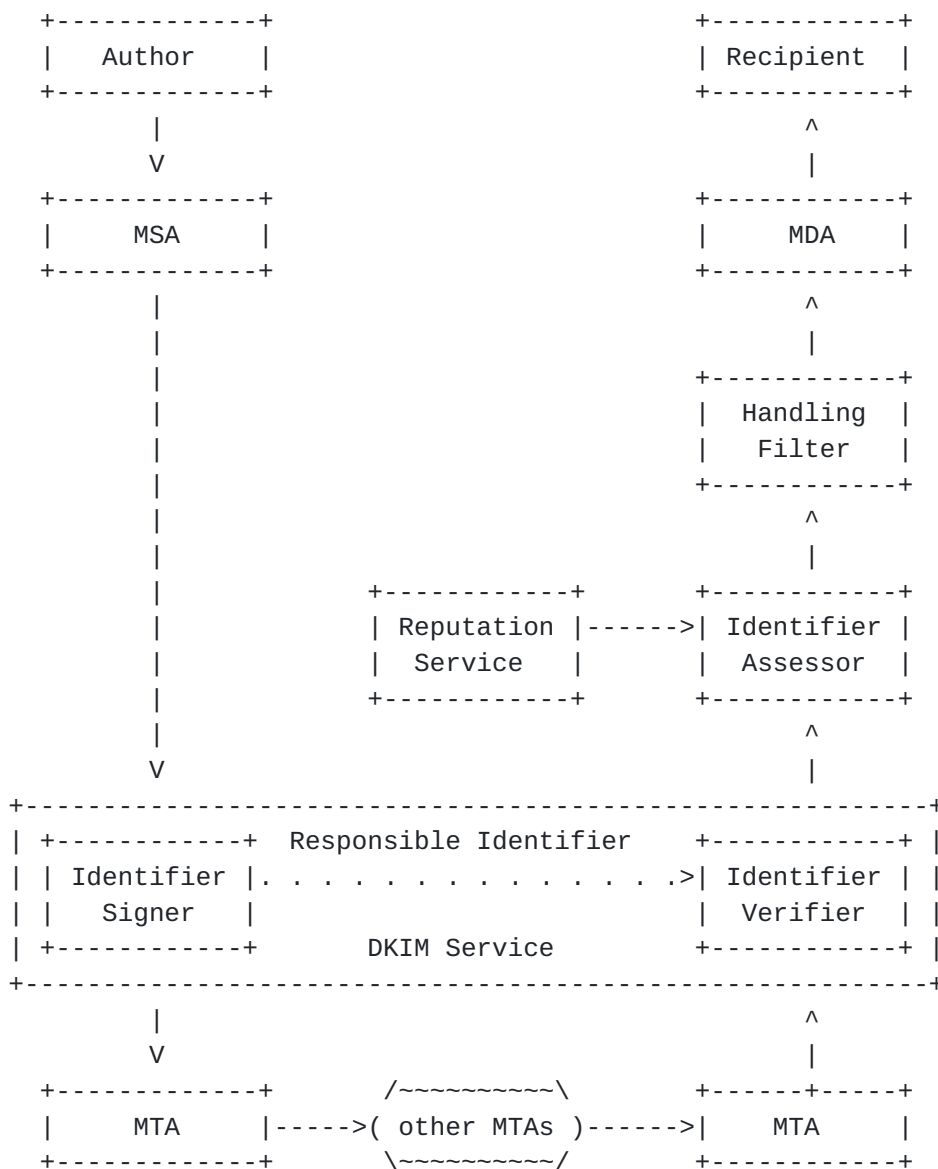 Author Recipient
MSA MDA
Handling
Filter
Reputation Identifier
Service Assessor
Responsible Identifier
Identifier Identifier
Signer Verifier
DKIM Service
MTA other MTAs MTA